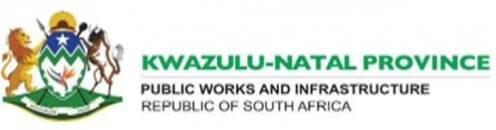 KWAZULU-NATAL PROVINCE
PUBLIC WORKS AND INFRASTRUCTURE
REPUBLIC OF SOUTH AFRICA